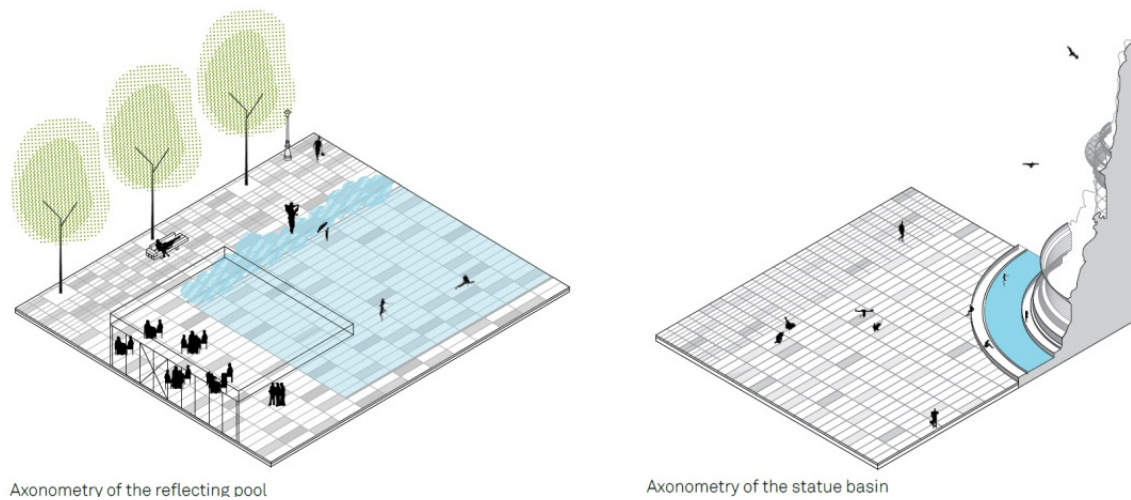 Axonometry of the reflecting pool
Axonometry of the statue basin